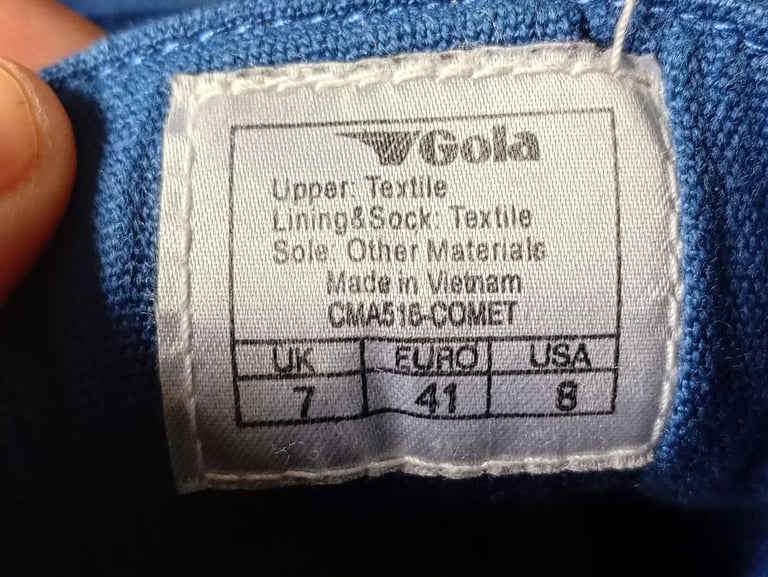 Gola
Upper: Textile
Lining&Sock: Textile
Sole: Other Materials
Made in Vietnam
CMA516-COMET
UK EURO USA
7 41 8